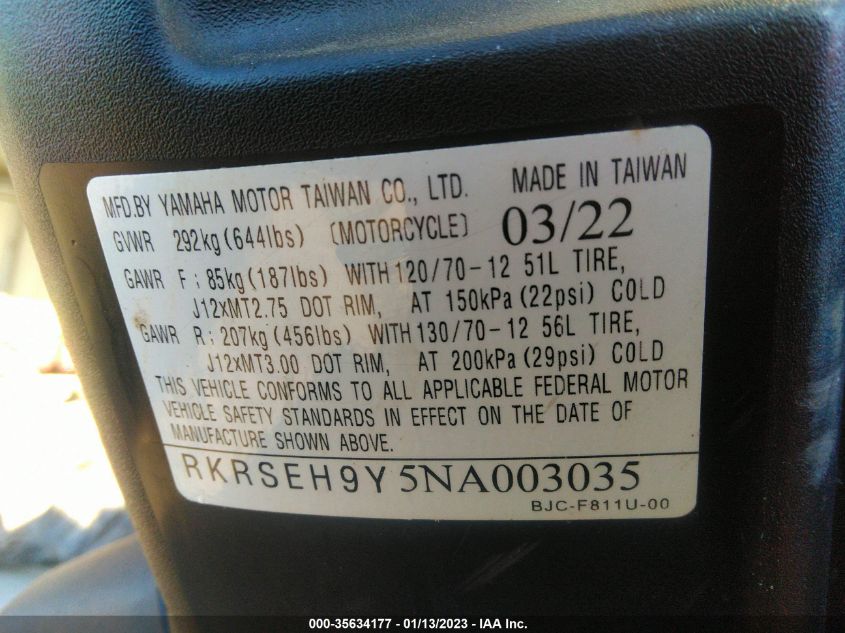 MFD.BY YAMAHA MOTOR TAIWAN CO., LTD. MADE IN TAIWAN
GVWR 292kg(644lbs) (MOTORCYCLE) 03/22
GAWR F : 85kg(187lbs) WITH 120/70-12 51L TIRE,
J12xMT2.75 DOT RIM, AT 150kPa(22psi) COLD
GAWR R : 207kg(456lbs) WITH 130/70-12 56L TIRE,
J12xMT3.00 DOT RIM, AT 200kPa(29psi) COLD
THIS VEHICLE CONFORMS TO ALL APPLICABLE FEDERAL MOTOR
VEHICLE SAFETY STANDARDS IN EFFECT ON THE DATE OF
MANUFACTURE SHOWN ABOVE.
RKRSEH9Y5NA003035
BJC-F811U-00
000-35634177 - 01/13/2023 - IAA Inc.